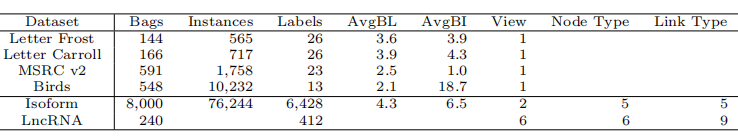 Dataset Bags Instances Labels AvgBL AvgBI View Node Type Link Type
Letter Frost 144 565 26 3.6 3.9 1
Letter Carroll 166 717 26 3.9 4.3 1
MSRC v2 591 1,758 23 2.5 1.0 1
Birds 548 10,232 13 2.1 18.7 1
Isoform 8,000 76,244 6,428 4.3 6.5 2 5 5
LncRNA 240 412 6 6 9